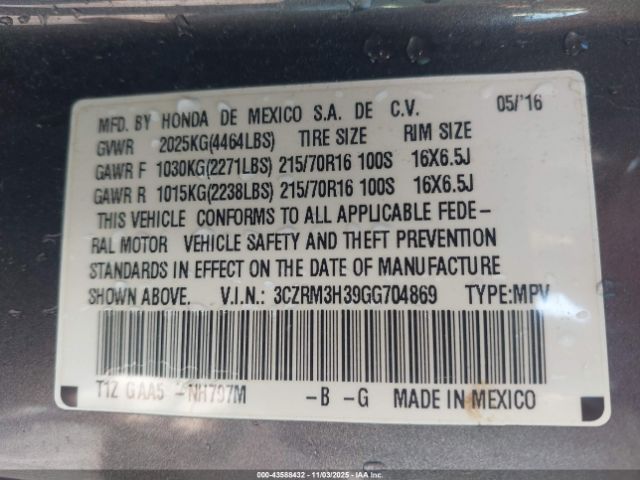 MFD. BY HONDA DE MEXICO S.A. DE C.V. 05/'16
GVWR 2025KG(4464LBS) TIRE SIZE RIM SIZE
GAWR F 1030KG(2271LBS) 215/70R16 100S 16X6.5J
GAWR R 1015KG(2238LBS) 215/70R16 100S 16X6.5J
THIS VEHICLE CONFORMS TO ALL APPLICABLE FEDE-
RAL MOTOR VEHICLE SAFETY AND THEFT PREVENTION
STANDARDS IN EFFECT ON THE DATE OF MANUFACTURE
SHOWN ABOVE. V.I.N.: 3CZRM3H39GG704869 TYPE:MPV
T1Z GAA5 -NH797M -B -G MADE IN MEXICO
000-43588432 - 11/03/2025 - IAAI.COM